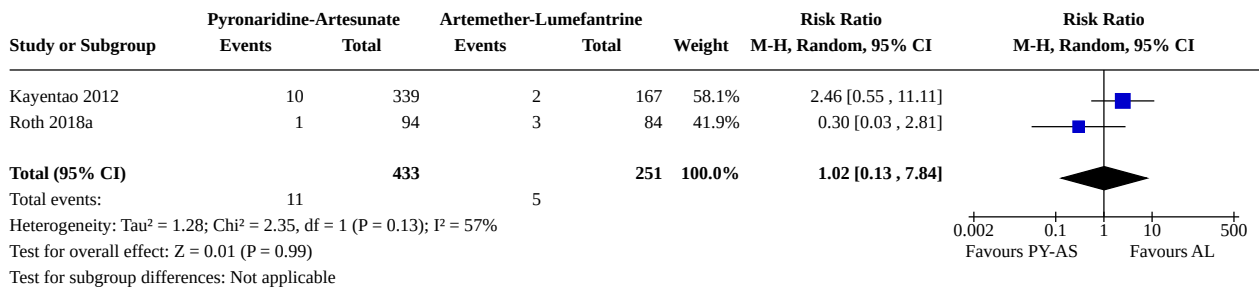 Pyronaridine-Artesunate Artemether-Lumefantrine Risk Ratio Risk Ratio
Study or Subgroup Events Total Events Total Weight M-H, Random, 95% CI M-H, Random, 95% CI
Kayentao 2012 10 339 2 167 58.1% 2.46 [0.55 , 11.11]
Roth 2018a 1 94 3 84 41.9% 0.30 [0.03 , 2.81]
Total (95% CI) 433 251 100.0% 1.02 [0.13 , 7.84]
Total events: 11 5
Heterogeneity: Tau² = 1.28; Chi² = 2.35, df = 1 (P = 0.13); I² = 57%
0.002 0.1 1 10 500
Test for overall effect: Z = 0.01 (P = 0.99) Favours PY-AS Favours AL
Test for subgroup differences: Not applicable